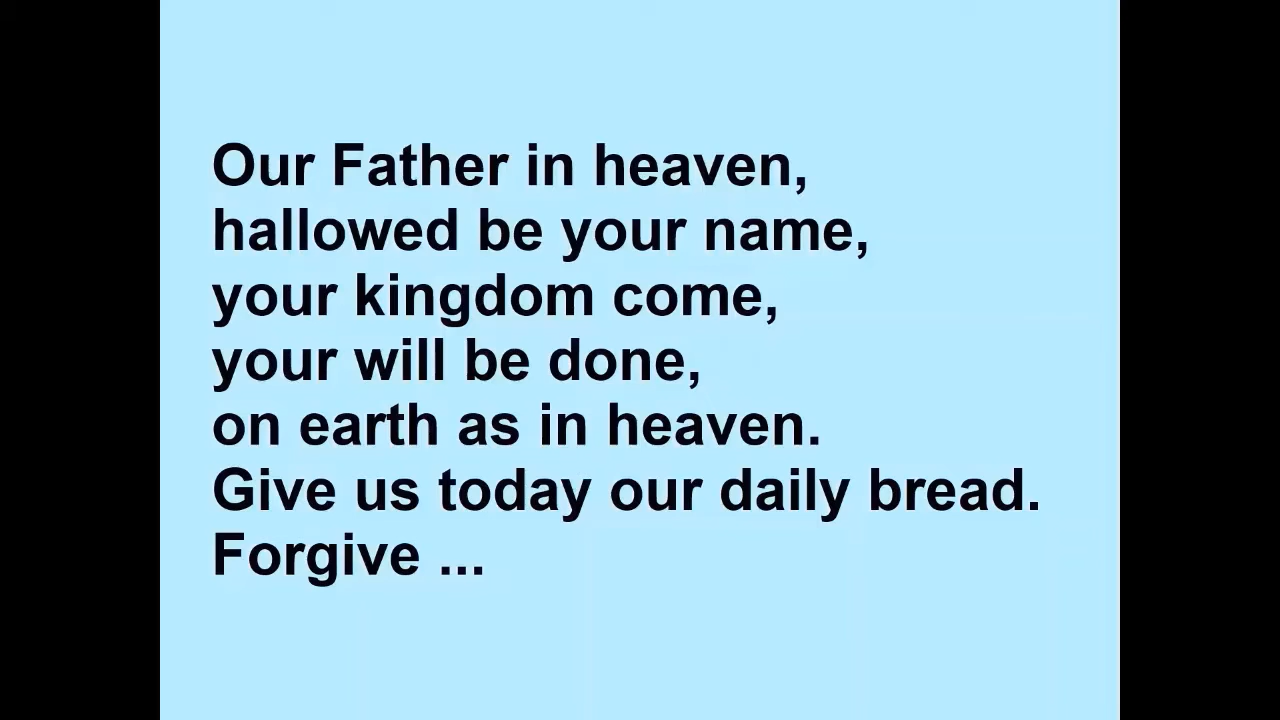 Our Father in heaven,
hallowed be your name,
your kingdom come,
your will be done,
on earth as in heaven.
Give us today our daily bread.
Forgive ...